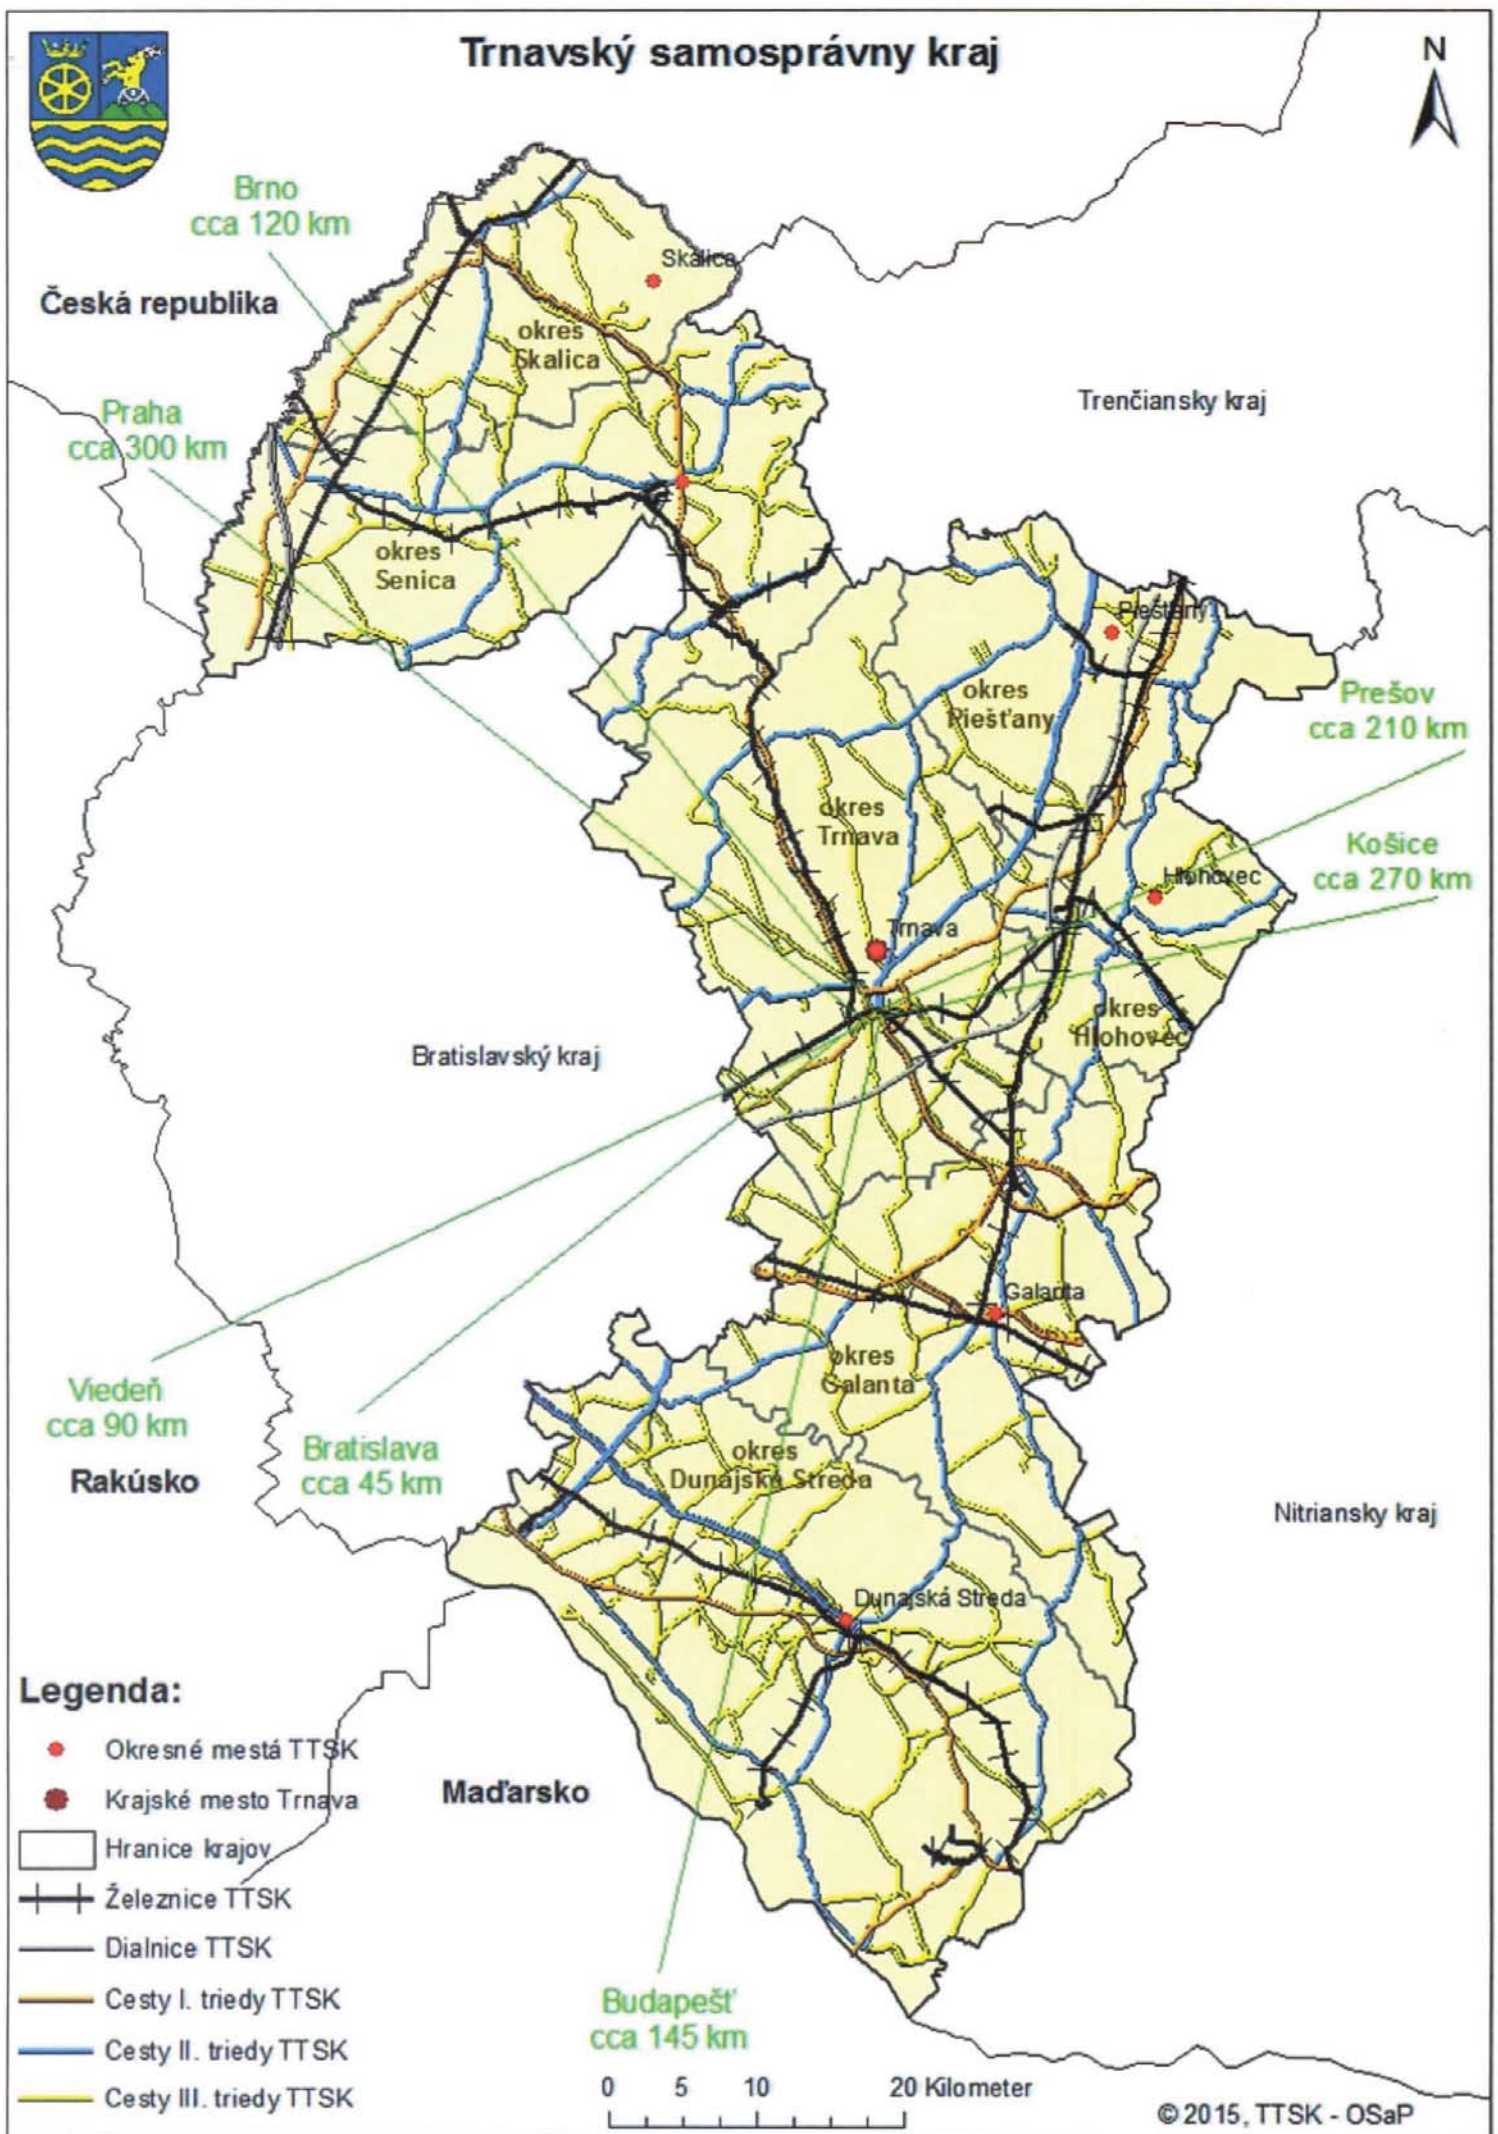 Trnavský samosprávny kraj
N
Brno
cca 120 km
Česká republika
Skalica
okres
Skalica
Trenčiansky kraj
Praha
cca 300 km
okres
Senica
Piešťany
okres
Piešťany
Prešov
cca 210 km
okres
Trnava
Košice
cca 270 km
Hlohovec
Trnava
okres
Hlohovec
Bratislavský kraj
Galanta
okres
Galanta
Viedeň
cca 90 km
Bratislava
cca 45 km
Rakúsko
okres
Dunajská Streda
Nitriansky kraj
Dunajská Streda
Maďarsko
Legenda:
Okresné mestá TTSK
Krajské mesto Trnava
Hranice krajov
Železnice TTSK
Dialnice TTSK
Cesty I. triedy TTSK
Cesty II. triedy TTSK
Cesty III. triedy TTSK
Budapešť
cca 145 km
0 5 10 20 Kilometer
© 2015, TTSK - OSaP